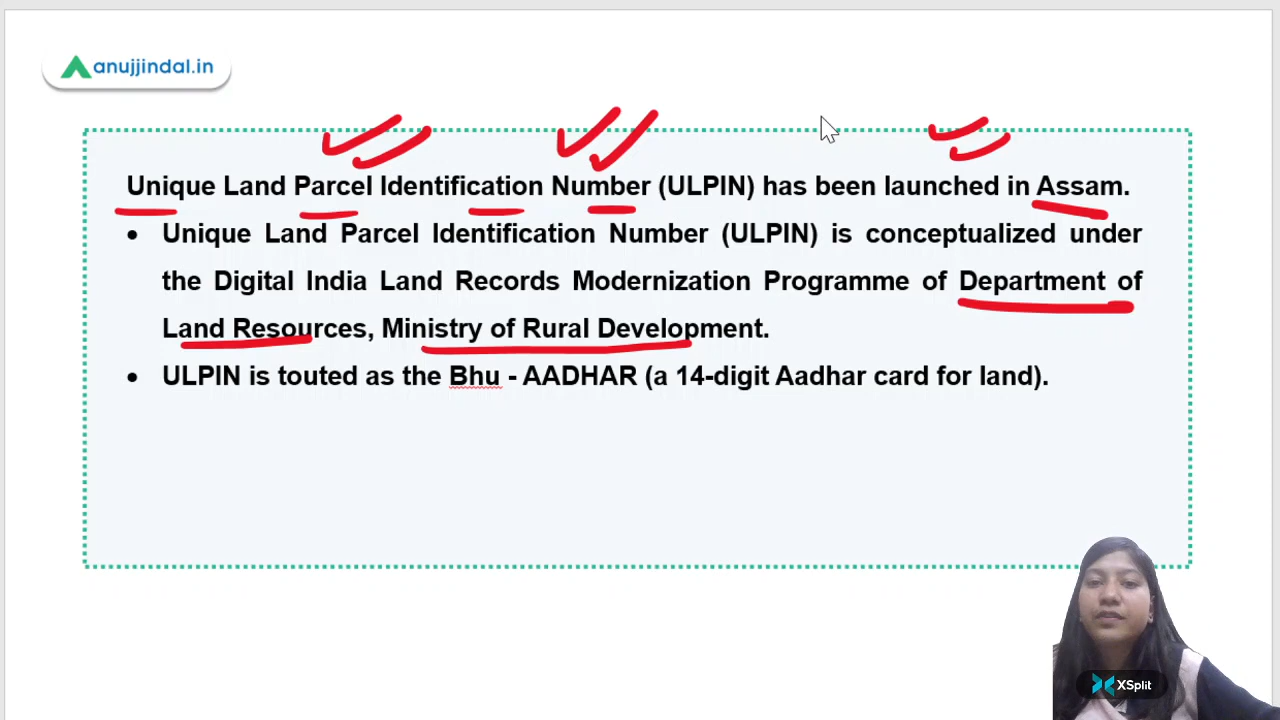 anujjindal.in
Unique Land Parcel Identification Number (ULPIN) has been launched in Assam.
• Unique Land Parcel Identification Number (ULPIN) is conceptualized under
the Digital India Land Records Modernization Programme of Department of
Land Resources, Ministry of Rural Development.
• ULPIN is touted as the Bhu - AADHAR (a 14-digit Aadhar card for land).
XSplit